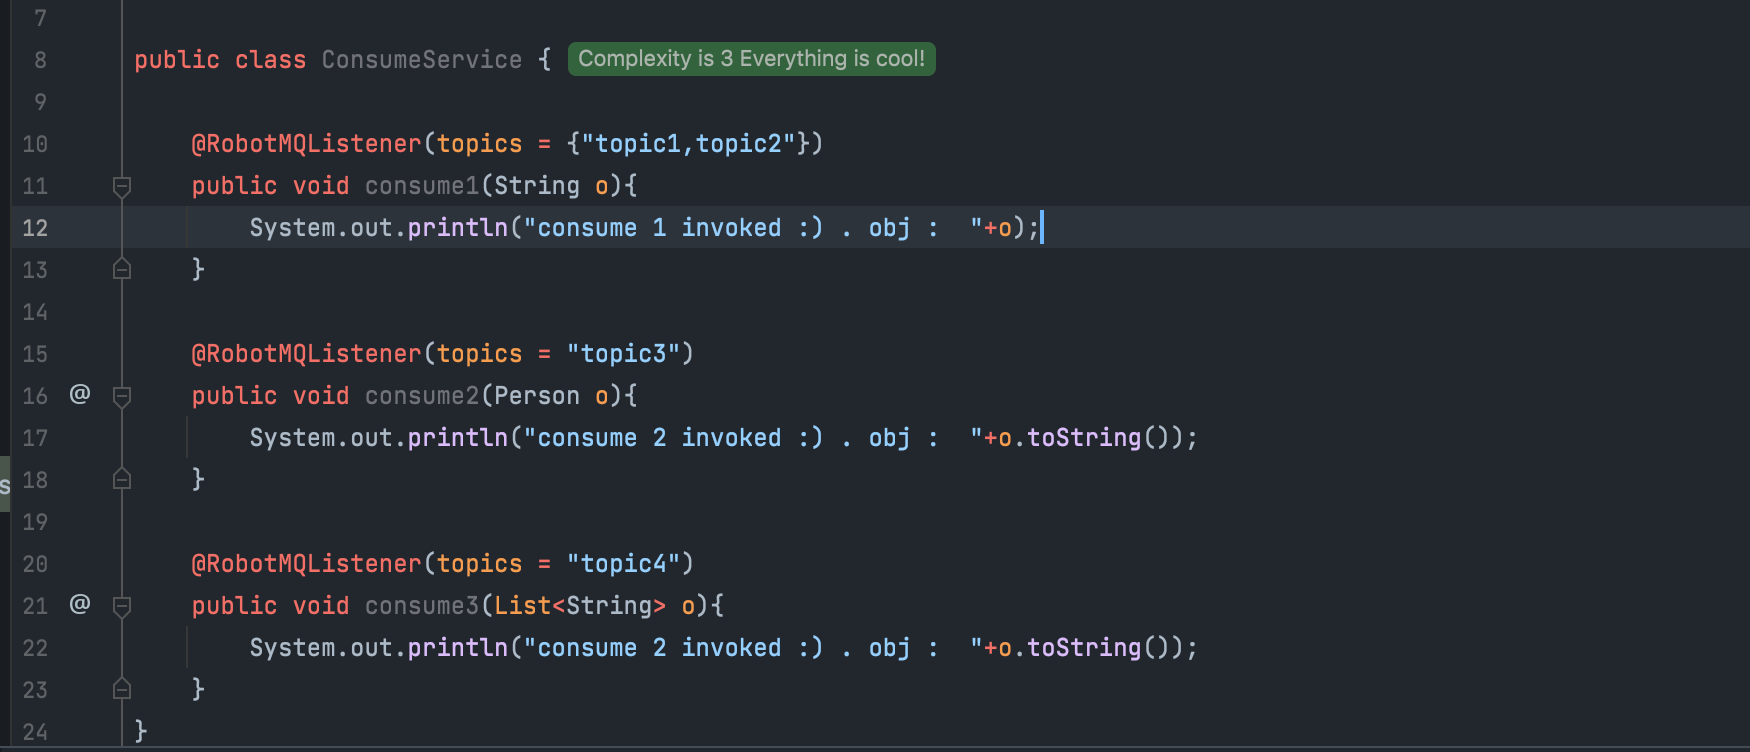 7
8 public class ConsumeService { Complexity is 3 Everything is cool!
9
10 @RobotMQListener(topics = {"topic1,topic2"})
11 public void consume1(String o){
12 System.out.println("consume 1 invoked :) . obj :  "+o);
13 }
14
15 @RobotMQListener(topics = "topic3")
16 @ public void consume2(Person o){
17 System.out.println("consume 2 invoked :) . obj :  "+o.toString());
18 }
19
20 @RobotMQListener(topics = "topic4")
21 @ public void consume3(List<String> o){
22 System.out.println("consume 2 invoked :) . obj :  "+o.toString());
23 }
24 }